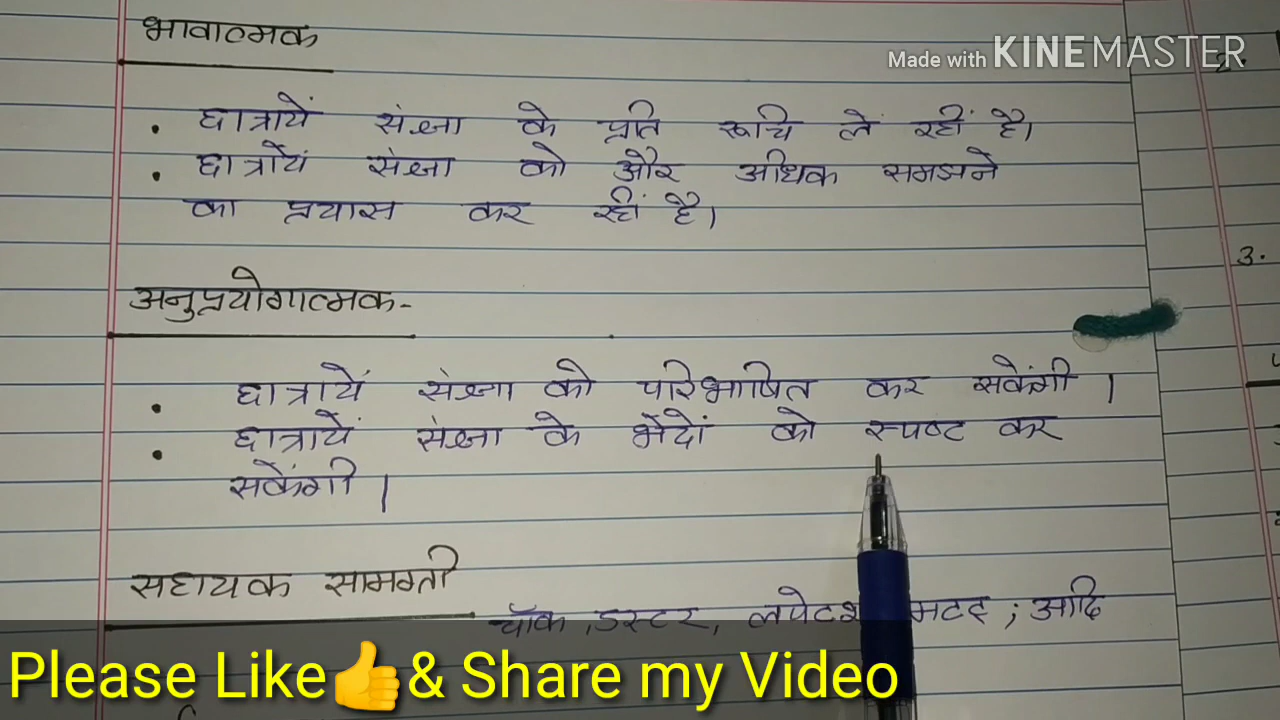 भावात्मक
Made with KINEMASTER
2.
• छात्रायें संज्ञा के प्रति रूचि ले रहीं है।
• छात्रायें संज्ञा को और अधिक समझने
का प्रयास कर रहीं है।
3.
अनुप्रयोगात्मक-
• छात्रायें संज्ञा को परिभाषित कर सकेंगी।
• छात्रायें संज्ञा के भेदों को स्पष्ट कर
सकेंगी।
सहायक सामग्री
चॉक, डस्टर, आदि
Please Like👍& Share my Video